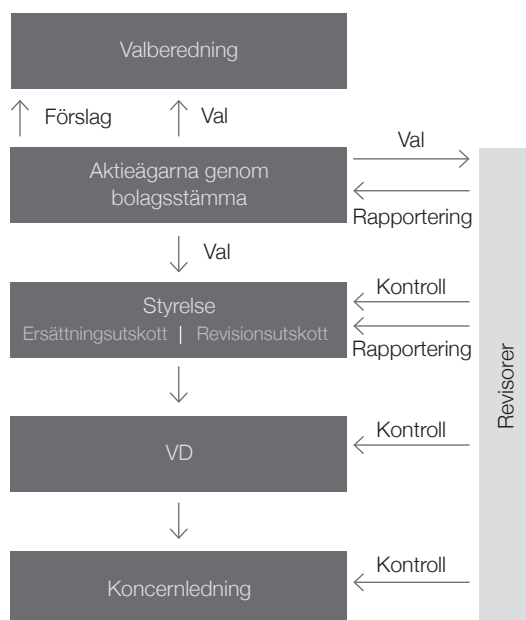 Valberedning
Förslag
Val
Val
Aktieägarna genom
bolagsstämma
Rapportering
Val
Kontroll
Styrelse
Ersättningsutskott | Revisionsutskott
Rapportering
Revisorer
Kontroll
VD
Kontroll
Koncernledning